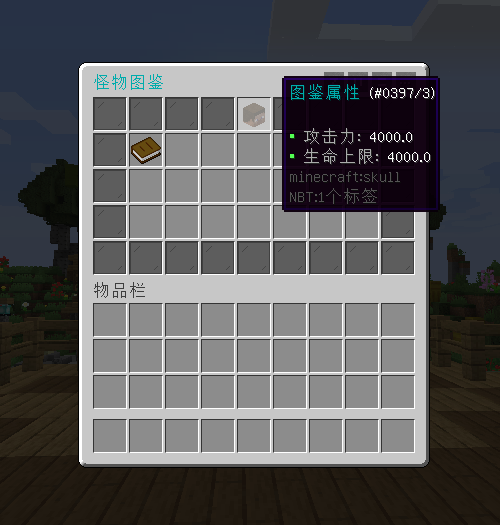 怪物图鉴
图鉴属性 (#0397/3)
▪ 攻击力: 4000.0
▪ 生命上限: 4000.0
minecraft:skull
NBT:1个标签
物品栏